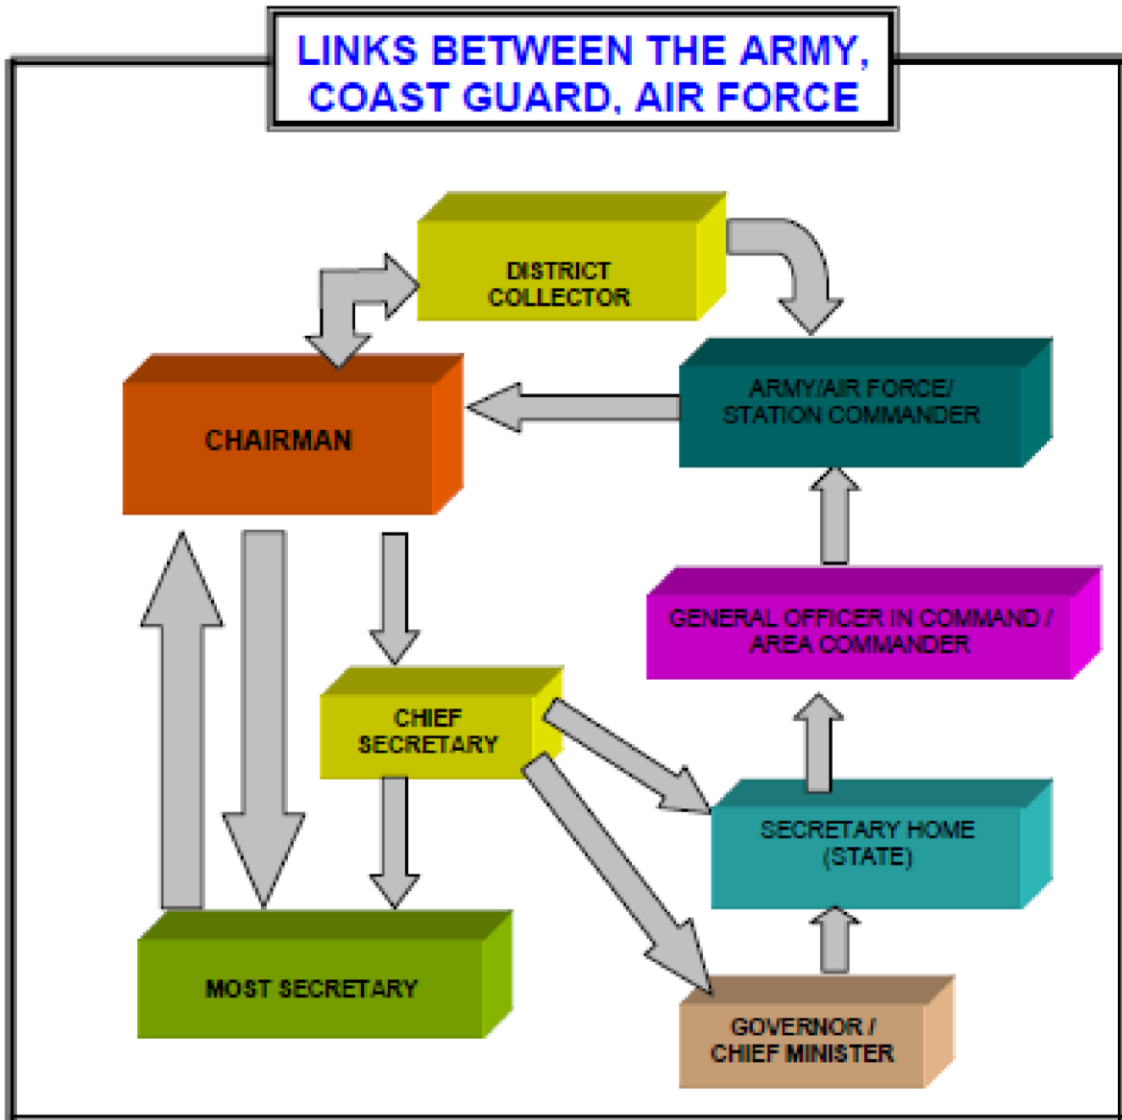 LINKS BETWEEN THE ARMY,
COAST GUARD, AIR FORCE
DISTRICT
COLLECTOR
CHAIRMAN
ARMY/AIR FORCE/
STATION COMMANDER
GENERAL OFFICER IN COMMAND /
AREA COMMANDER
CHIEF
SECRETARY
SECRETARY HOME
(STATE)
MOST SECRETARY
GOVERNOR /
CHIEF MINISTER